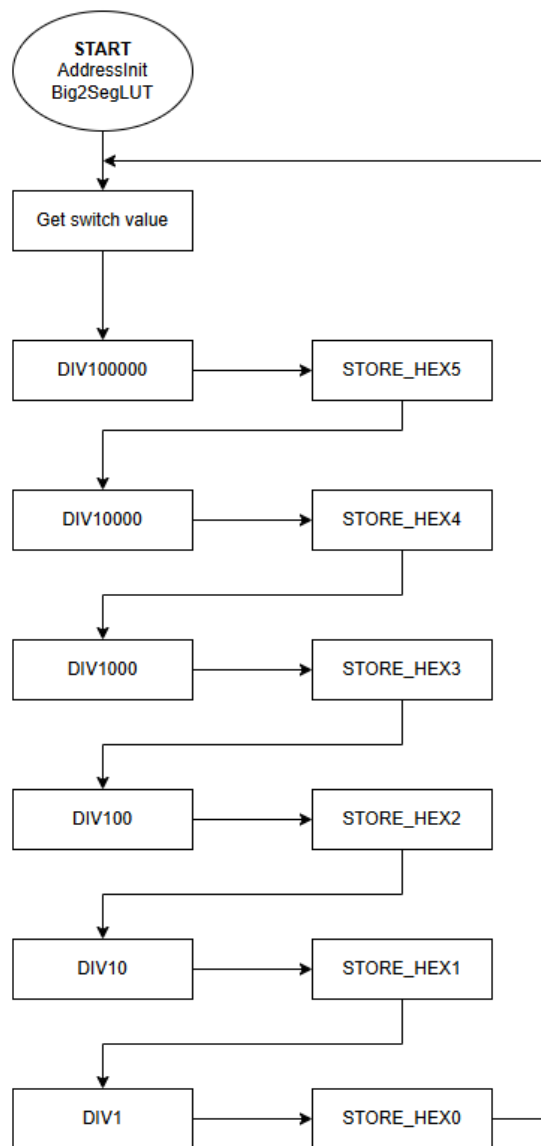 START
AddressInit
Big2SegLUT
Get switch value
DIV100000
STORE_HEX5
DIV10000
STORE_HEX4
DIV1000
STORE_HEX3
DIV100
STORE_HEX2
DIV10
STORE_HEX1
DIV1
STORE_HEX0